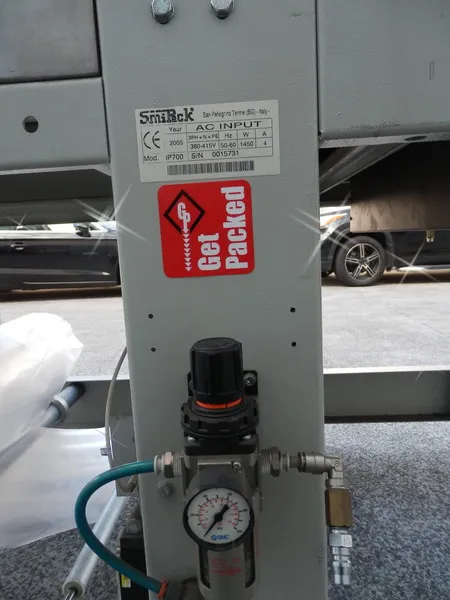 SmiPack San Pellegrino Terme (BG) - Italy -
CE Year AC INPUT
2005 3PH + N + PE Hz W A
380-415V 50-60 1450 4
Mod. IP700 S/N 0015731
GP
Get
Packed
SMC